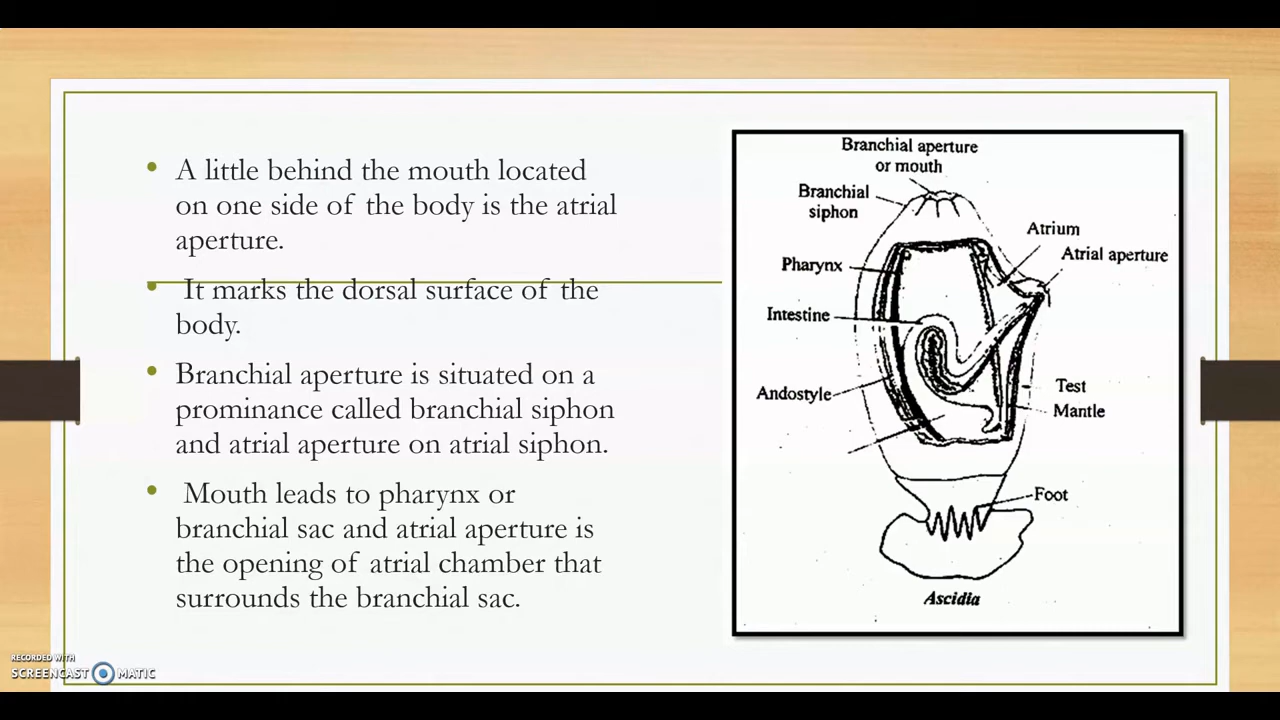 • A little behind the mouth located
on one side of the body is the atrial
aperture.
• It marks the dorsal surface of the
body.
• Branchial aperture is situated on a
prominance called branchial siphon
and atrial aperture on atrial siphon.
• Mouth leads to pharynx or
branchial sac and atrial aperture is
the opening of atrial chamber that
surrounds the branchial sac.
Branchial aperture
or mouth
Branchial
siphon
Atrium
Atrial aperture
Pharynx
Intestine
Andostyle
Test
Mantle
Foot
Ascidia
RECORDED WITH
SCREENCAST MATIC